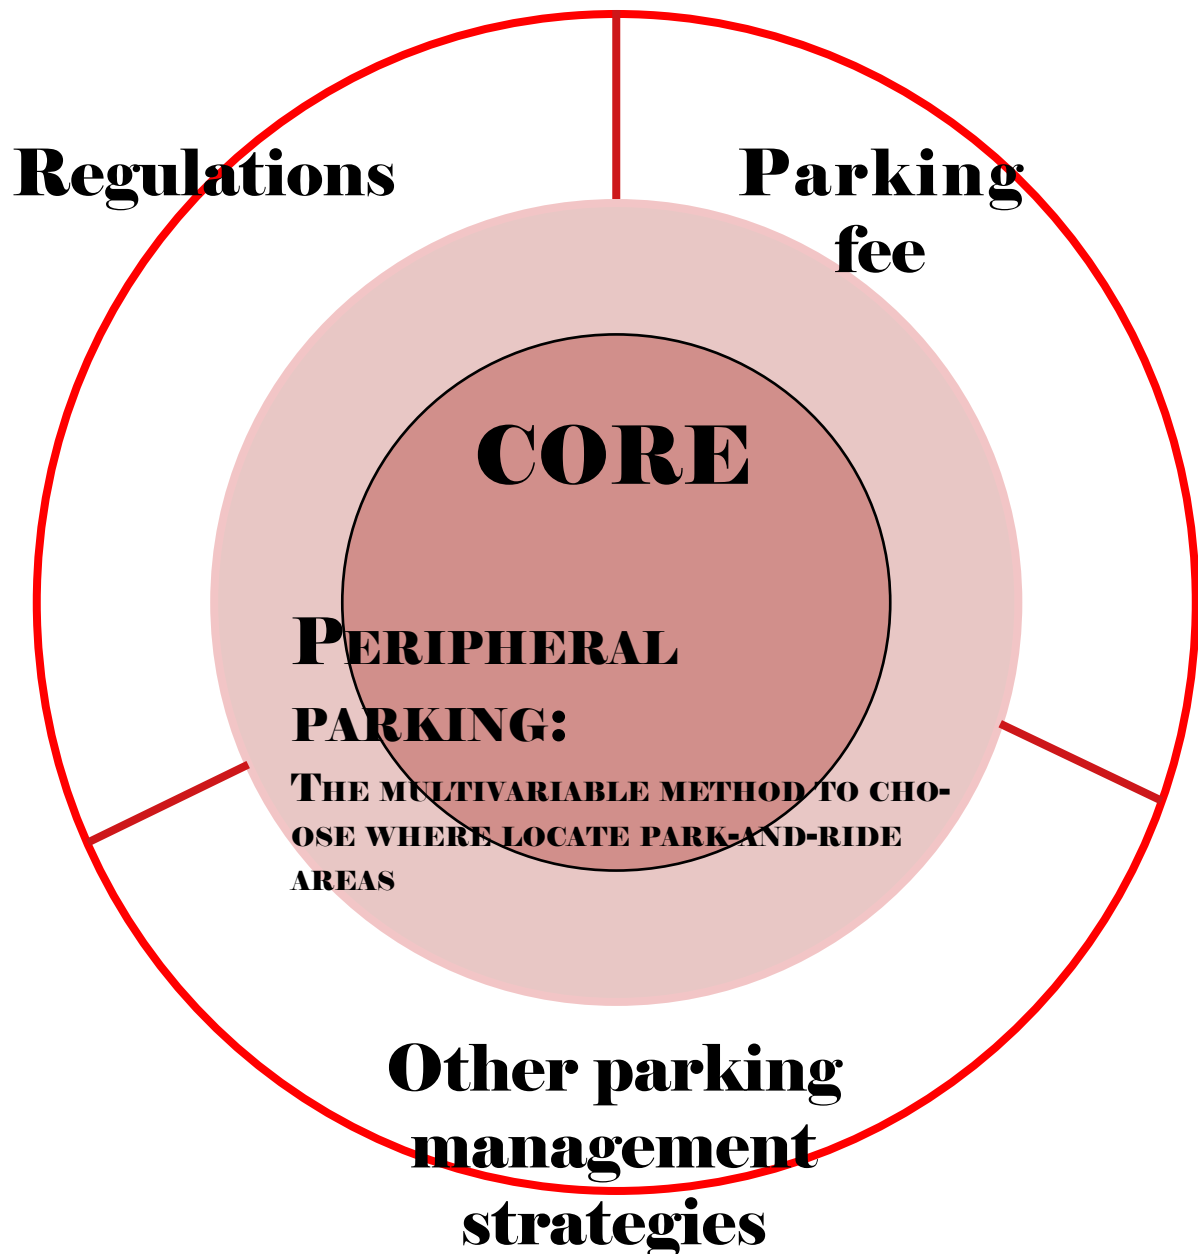 Regulations
Parking
fee
CORE
PERIPHERAL
PARKING:
THE MULTIVARIABLE METHOD TO CHO-
OSE WHERE LOCATE PARK-AND-RIDE
AREAS
Other parking
management
strategies